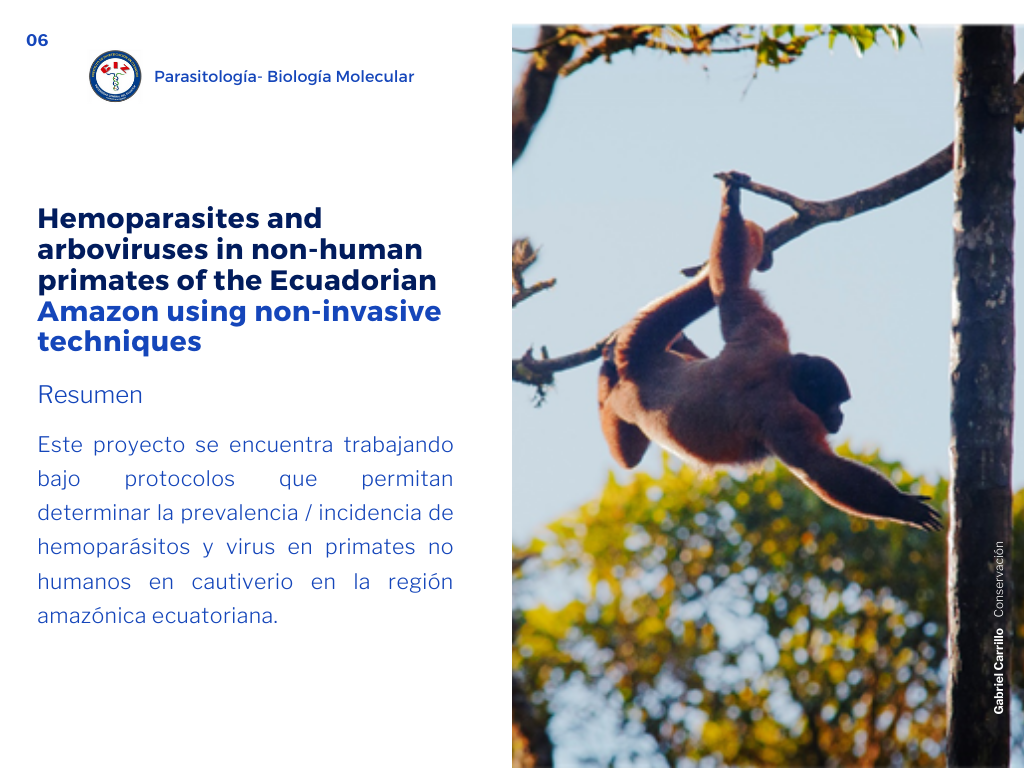 06
GIZ
Parasitología- Biología Molecular
Hemoparasites and
arboviruses in non-human
primates of the Ecuadorian
Amazon using non-invasive
techniques
Resumen
Este proyecto se encuentra trabajando
bajo protocolos que permitan
determinar la prevalencia / incidencia de
hemoparásitos y virus en primates no
humanos en cautiverio en la región
amazónica ecuatoriana.
Gabriel Carrillo Conservación